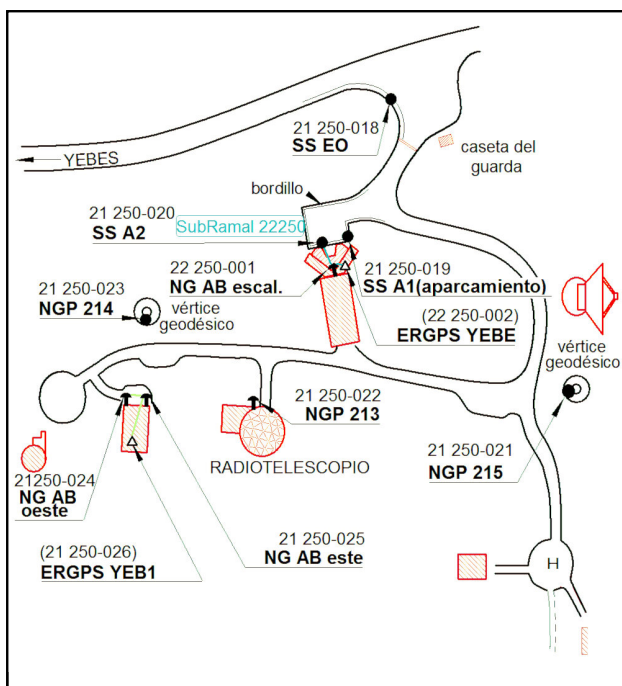 21 250-018
SS EO
caseta del
guarda
YEBES
bordillo
21 250-020
SS A2
SubRamal 22250
22 250-001
NG AB escal.
21 250-019
SS A1(aparcamiento)
21 250-023
NGP 214
vértice
geodésico
(22 250-002)
ERGPS YEBE
vértice
geodésico
21 250-022
NGP 213
RADIOTELESCOPIO
21 250-021
NGP 215
21250-024
NG AB
oeste
21 250-025
NG AB este
(21 250-026)
ERGPS YEB1
H